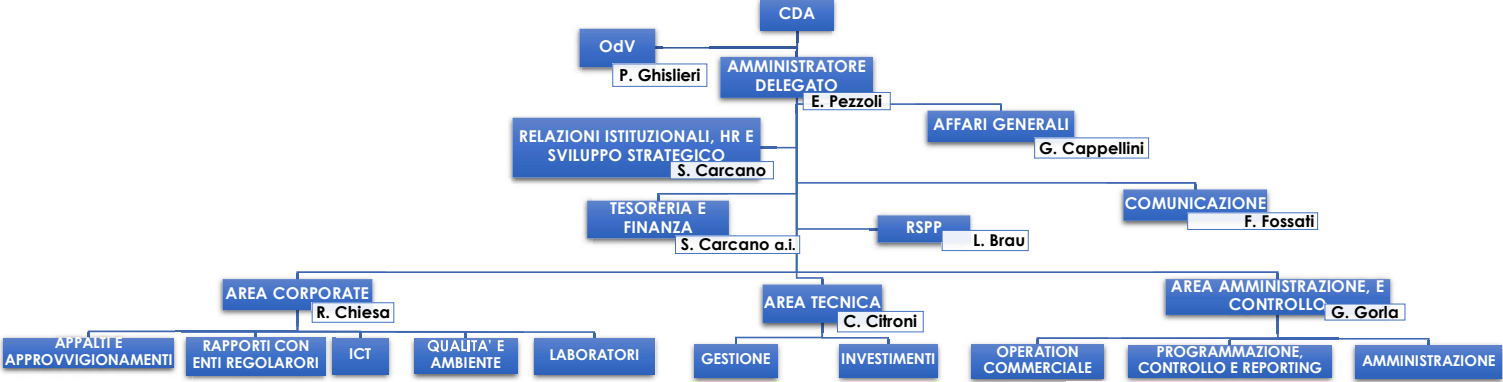 CDA
OdV
P. Ghislieri
AMMINISTRATORE
DELEGATO
E. Pezzoli
AFFARI GENERALI
G. Cappellini
RELAZIONI ISTITUZIONALI, HR E
SVILUPPO STRATEGICO
S. Carcano
COMUNICAZIONE
F. Fossati
TESORERIA E
FINANZA
S. Carcano a.i.
RSPP
L. Brau
AREA CORPORATE
R. Chiesa
AREA TECNICA
C. Citroni
AREA AMMINISTRAZIONE, E
CONTROLLO
G. Gorla
APPALTI E
APPROVVIGIONAMENTI
RAPPORTI CON
ENTI REGOLARORI
ICT
QUALITA' E
AMBIENTE
LABORATORI
GESTIONE
INVESTIMENTI
OPERATION
COMMERCIALE
PROGRAMMAZIONE,
CONTROLLO E REPORTING
AMMINISTRAZIONE